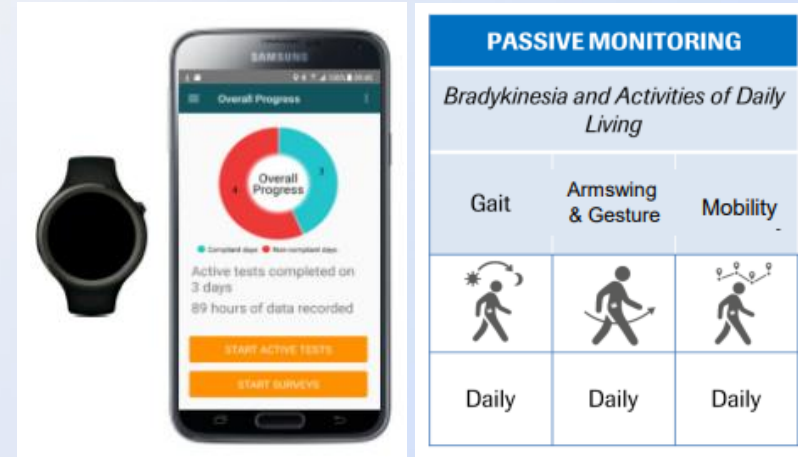 SAMSUNG
Overall Progress
3
4
Overall
Progress
Compliant days Non-compliant days
Active tests completed on
3 days
89 hours of data recorded
START ACTIVE TESTS
START SURVEYS
PASSIVE MONITORING
Bradykinesia and Activities of Daily
Living
Gait
Armswing
& Gesture
Mobility
Daily
Daily
Daily